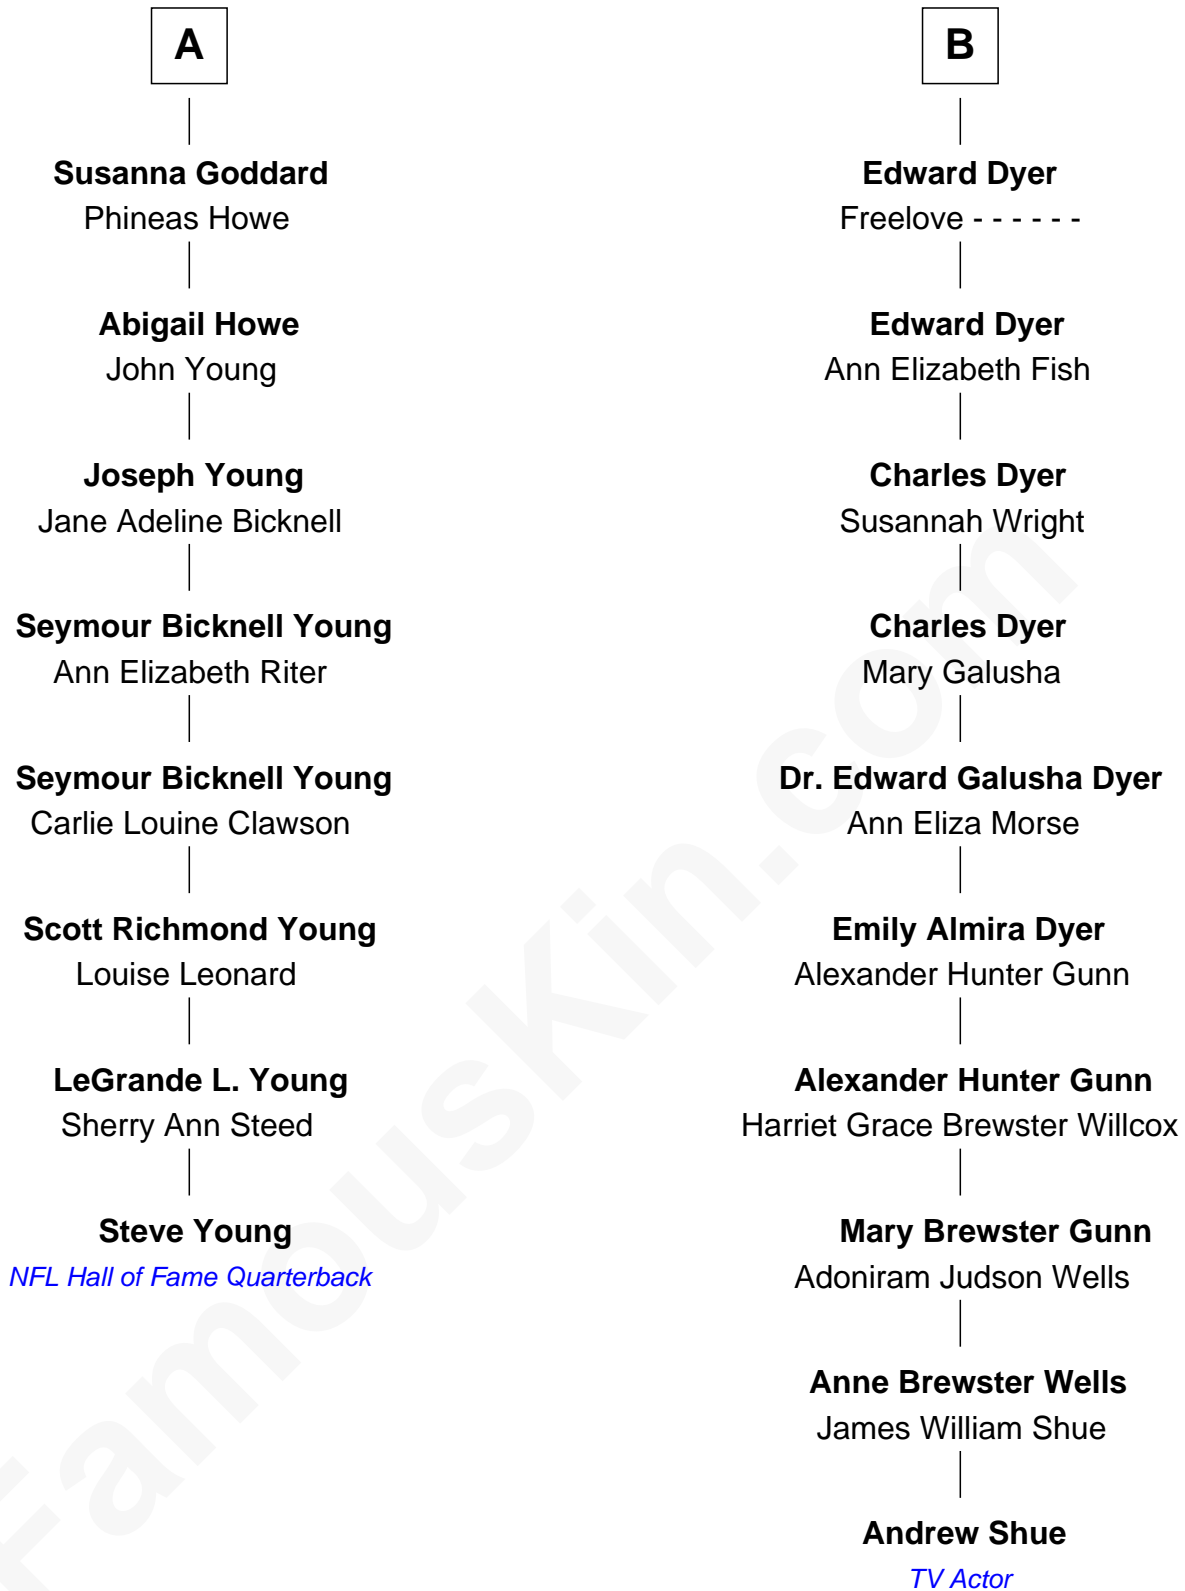 A
Susanna Goddard
Phineas Howe
Abigail Howe
John Young
Joseph Young
Jane Adeline Bicknell
Seymour Bicknell Young
Ann Elizabeth Riter
Seymour Bicknell Young
Carlie Louine Clawson
Scott Richmond Young
Louise Leonard
LeGrande L. Young
Sherry Ann Steed
Steve Young
NFL Hall of Fame Quarterback
B
Edward Dyer
Freelove - - - - - -
Edward Dyer
Ann Elizabeth Fish
Charles Dyer
Susannah Wright
Charles Dyer
Mary Galusha
Dr. Edward Galusha Dyer
Ann Eliza Morse
Emily Almira Dyer
Alexander Hunter Gunn
Alexander Hunter Gunn
Harriet Grace Brewster Willcox
Mary Brewster Gunn
Adoniram Judson Wells
Anne Brewster Wells
James William Shue
Andrew Shue
TV Actor
FamousKin.com